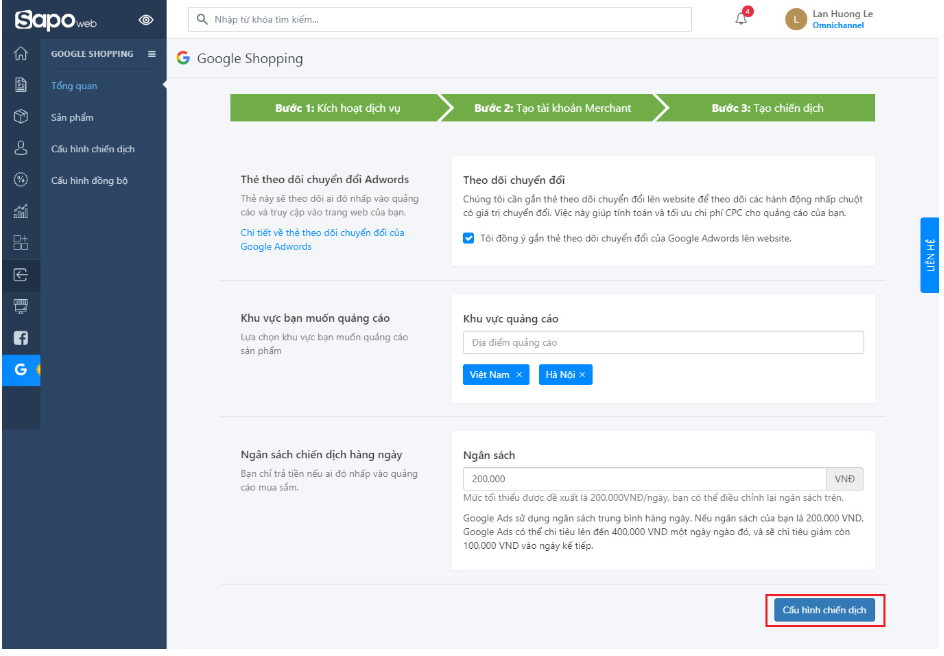 Sapo web
Nhập từ khóa tìm kiếm...
4
L
Lan Huong Le
Omnichannel
GOOGLE SHOPPING
Tổng quan
Sản phẩm
Cấu hình chiến dịch
Cấu hình đồng bộ
Google Shopping
Bước 1: Kích hoạt dịch vụ
Bước 2: Tạo tài khoản Merchant
Bước 3: Tạo chiến dịch
Thẻ theo dõi chuyển đổi Adwords
Thẻ này sẽ theo dõi ai đó nhấp vào quảng
cáo và truy cập vào trang web của bạn.
Chi tiết về thẻ theo dõi chuyển đổi của
Google Adwords
Theo dõi chuyển đổi
Chúng tôi cần gắn thẻ theo dõi chuyển đổi lên website để theo dõi các hành động nhấp chuột
có giá trị chuyển đổi. Việc này giúp tính toán và tối ưu chi phí CPC cho quảng cáo của bạn.
Tôi đồng ý gắn thẻ theo dõi chuyển đổi của Google Adwords lên website.
LIÊN HỆ
Khu vực bạn muốn quảng cáo
Lựa chọn khu vực bạn muốn quảng cáo
sản phẩm
Khu vực quảng cáo
Địa điểm quảng cáo
Việt Nam ×
Hà Nội ×
Ngân sách chiến dịch hàng ngày
Bạn chỉ trả tiền nếu ai đó nhấp vào quảng
cáo mua sắm.
Ngân sách
200,000
VNĐ
Mức tối thiểu được đề xuất là 200,000VNĐ/ngày, bạn có thể điều chỉnh lại ngân sách trên.
Google Ads sử dụng ngân sách trung bình hàng ngày. Nếu ngân sách của bạn là 200,000 VND,
Google Ads có thể chi tiêu lên đến 400,000 VND một ngày ngào đó, và sẽ chi tiêu giảm còn
100,000 VND vào ngày kế tiếp.
Cấu hình chiến dịch